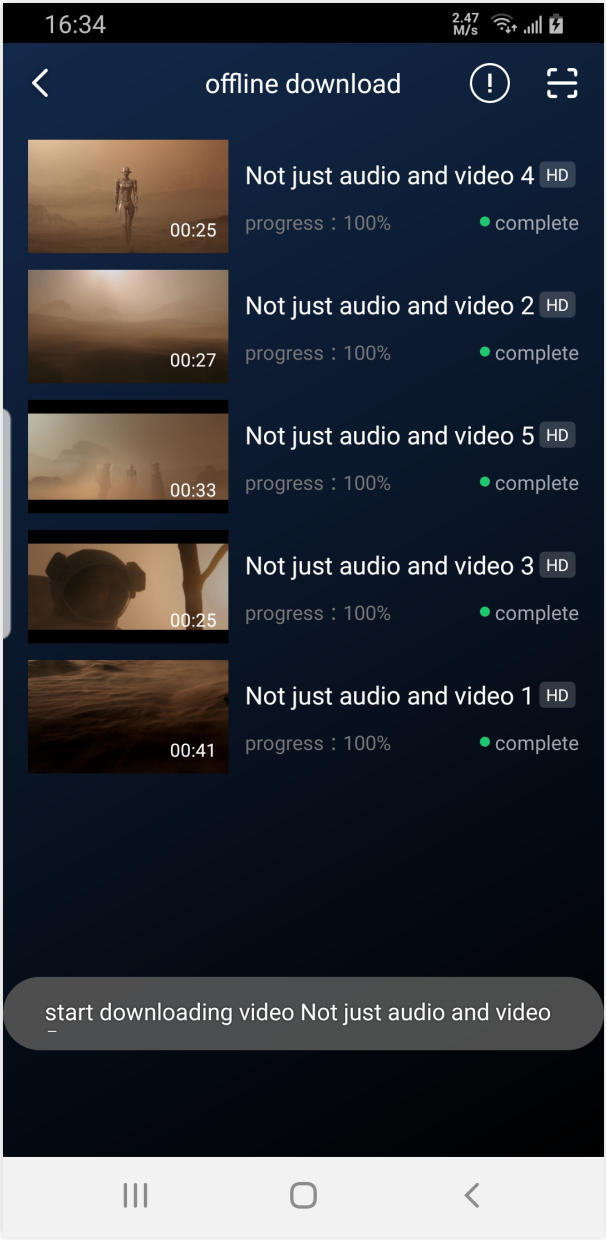 16:34
2.47
M/s
offline download
Not just audio and video 4 HD
00:25
progress：100%
complete
Not just audio and video 2 HD
00:27
progress：100%
complete
Not just audio and video 5 HD
00:33
progress：100%
complete
Not just audio and video 3 HD
00:25
progress：100%
complete
Not just audio and video 1 HD
00:41
progress：100%
complete
start downloading video Not just audio and video